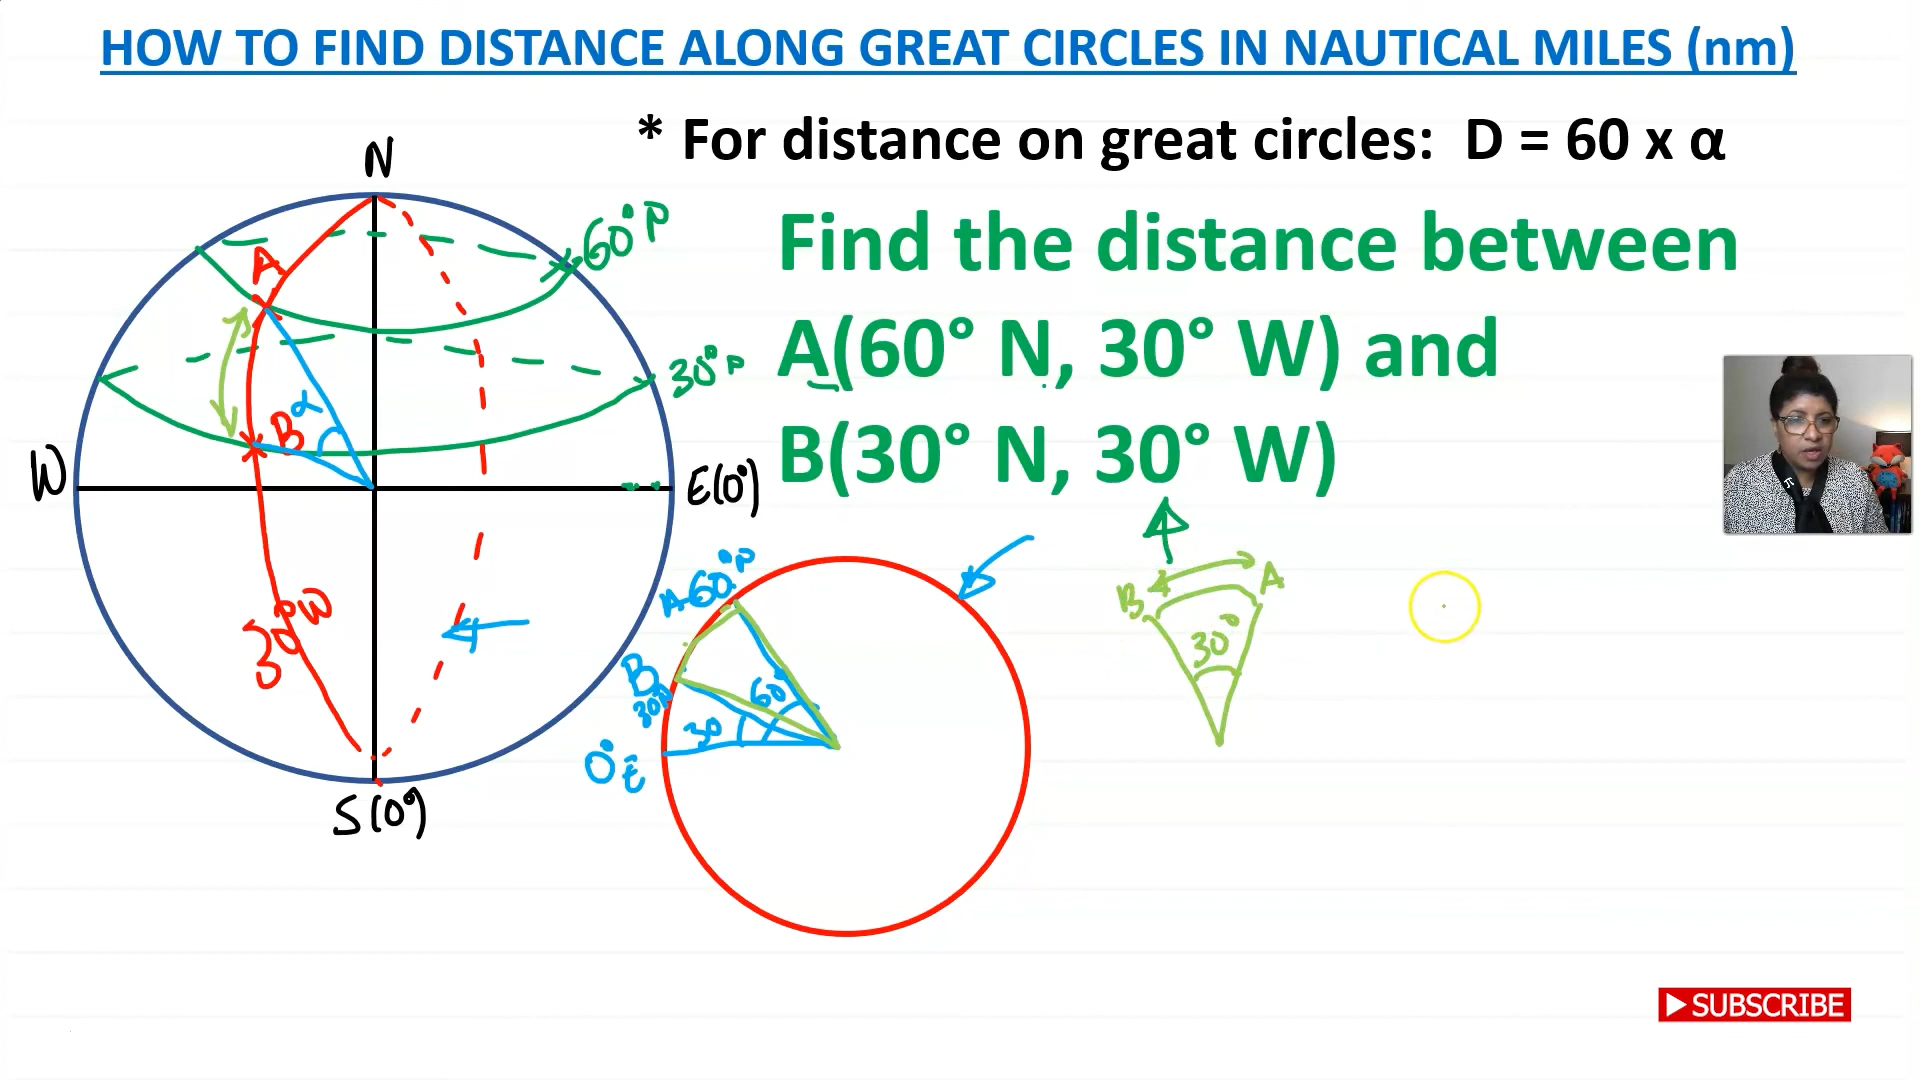 HOW TO FIND DISTANCE ALONG GREAT CIRCLES IN NAUTICAL MILES (nm)
* For distance on great circles: D = 60 x α
N
60°N
A
30°N
α
B
W
E(0°)
30°W
S(0°)
Find the distance between
A(60° N, 30° W) and
B(30° N, 30° W)
A 60°N
B
30°N
60
30
0°E
B A
30°
SUBSCRIBE